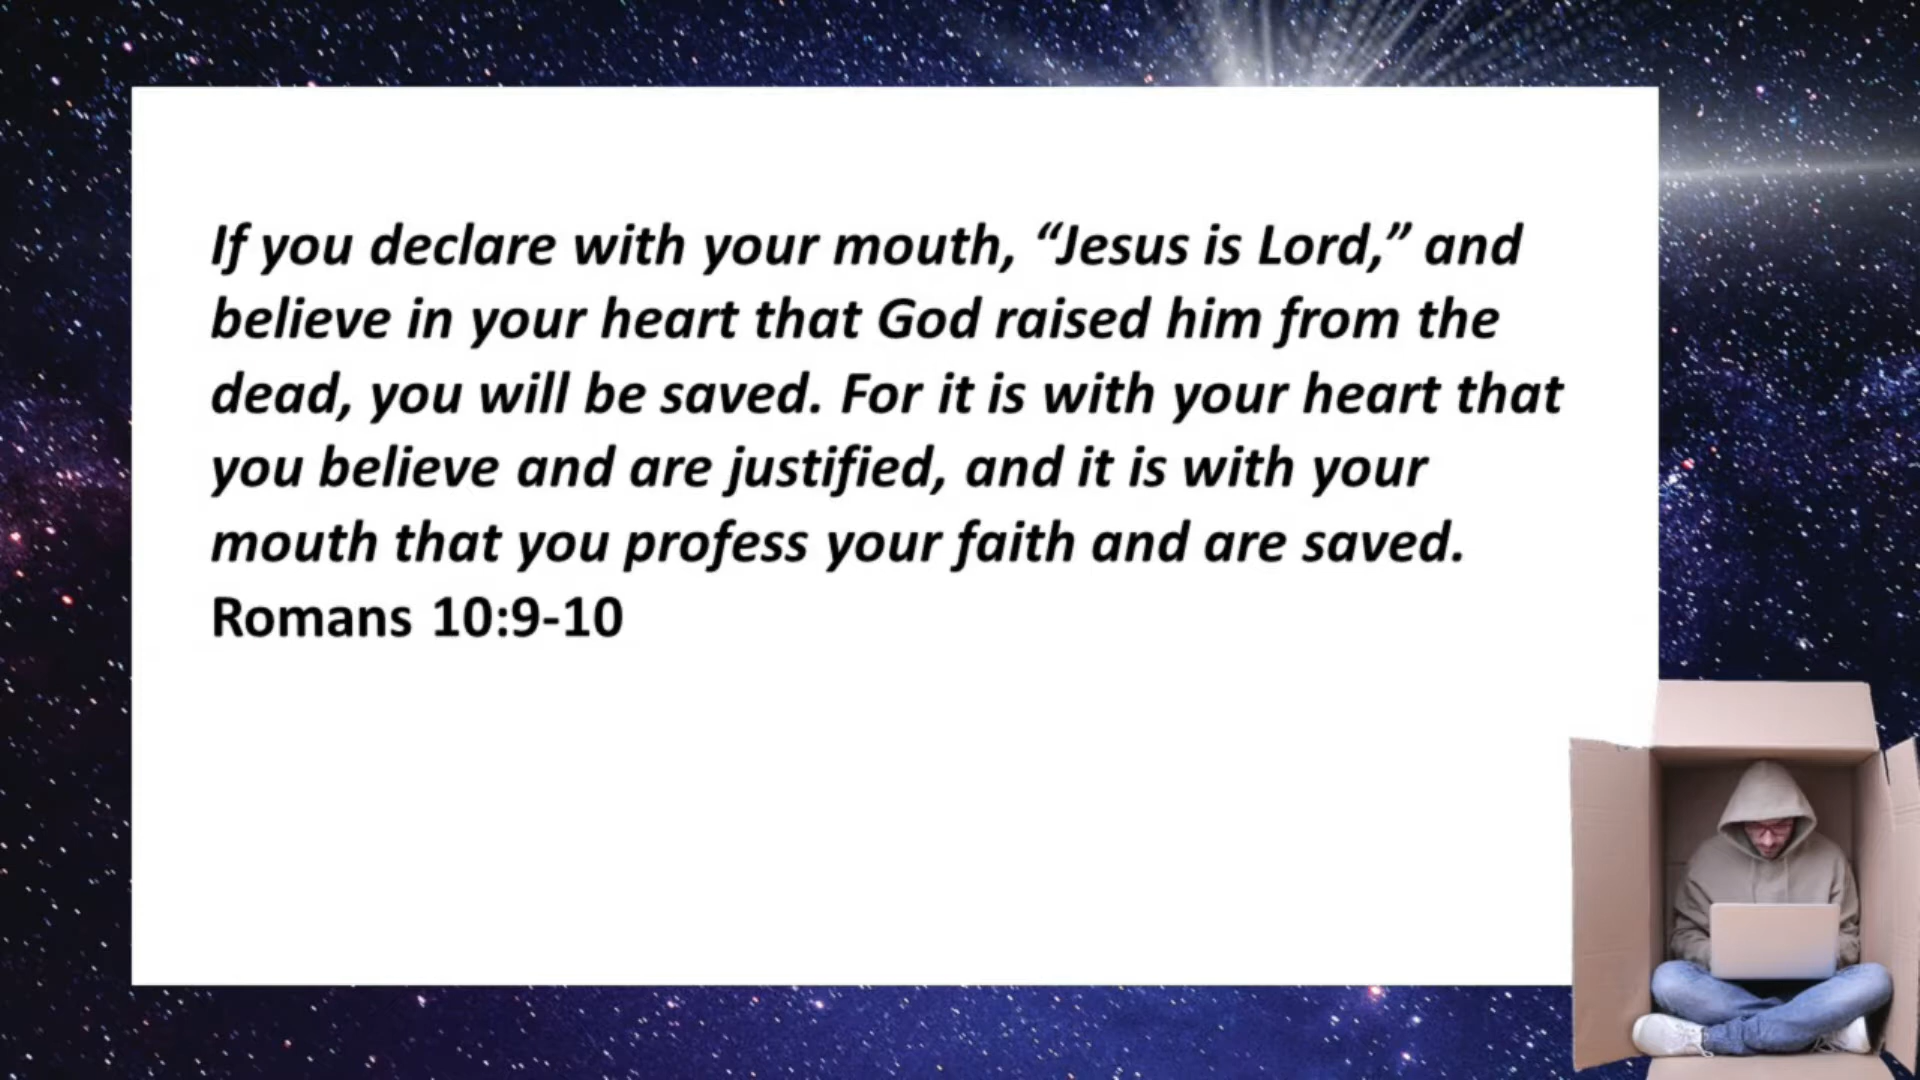 If you declare with your mouth, “Jesus is Lord,” and
believe in your heart that God raised him from the
dead, you will be saved. For it is with your heart that
you believe and are justified, and it is with your
mouth that you profess your faith and are saved.
Romans 10:9-10